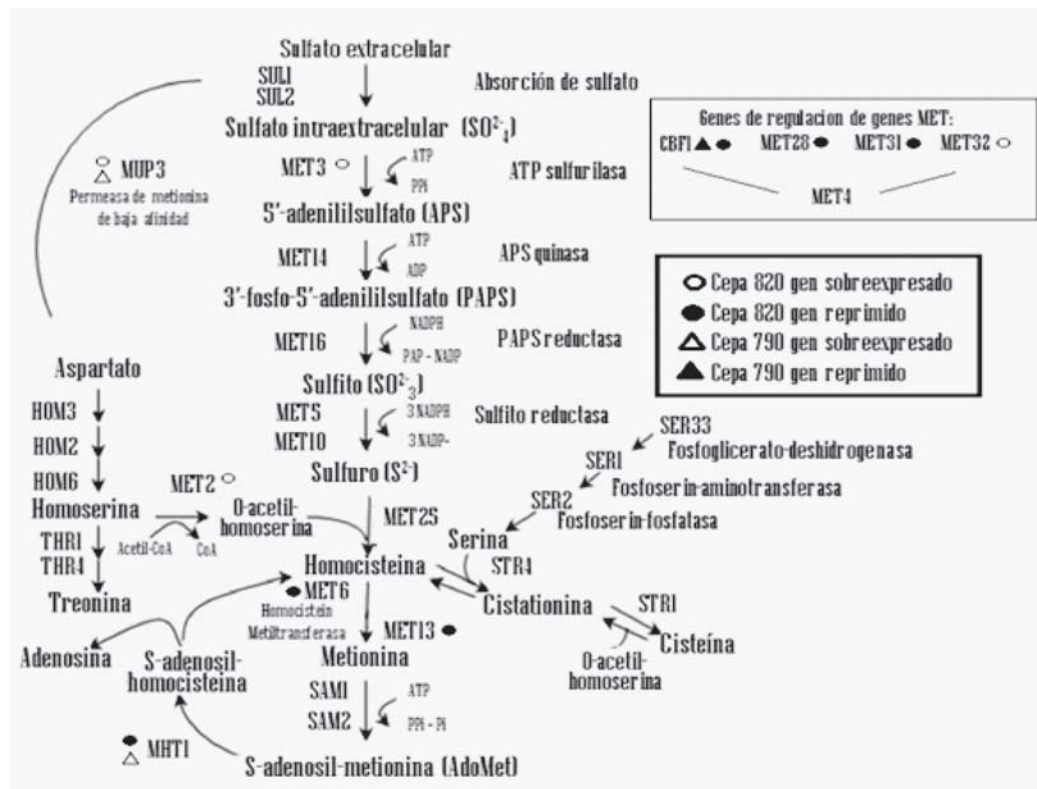 Sulfato extracelular
SUL1
SUL2
Absorción de sulfato
Sulfato intraextracelular (SO²⁻₄)
MUP3
Permeasa de metionina
de baja afinidad
MET3
ATP
PPi
ATP sulfurilasa
5'-adenililsulfato (APS)
MET14
ATP
ADP
APS quinasa
3'-fosfo-5'-adenililsulfato (PAPS)
MET16
NADPH
PAP - NADP
PAPS reductasa
Sulfito (SO²⁻₃)
MET5
MET10
3 NADPH
3 NADP-
Sulfito reductasa
Sulfuro (S²⁻)
MET25
Genes de regulacion de genes MET:
CBF1
MET28
MET31
MET32
MET4
Cepa 820 gen sobreexpresado
Cepa 820 gen reprimido
Cepa 790 gen sobreexpresado
Cepa 790 gen reprimido
Aspartato
HOM3
HOM2
HOM6
Homoserina
MET2
Acetil-CoA
CoA
O-acetil-
homoserina
THR1
THR4
Treonina
SER33
Fosfoglicerato-deshidrogenasa
SER1
Fosfoserin-aminotransferasa
SER2
Fosfoserin-fosfatasa
Serina
STR4
Homocisteina
Cistationina
STR1
Cisteína
O-acetil-
homoserina
MET6
Homocistein
Metiltransferasa
MET13
Metionina
Adenosina
S-adenosil-
homocisteina
SAM1
SAM2
ATP
PPi - Pi
MHT1
S-adenosil-metionina (AdoMet)